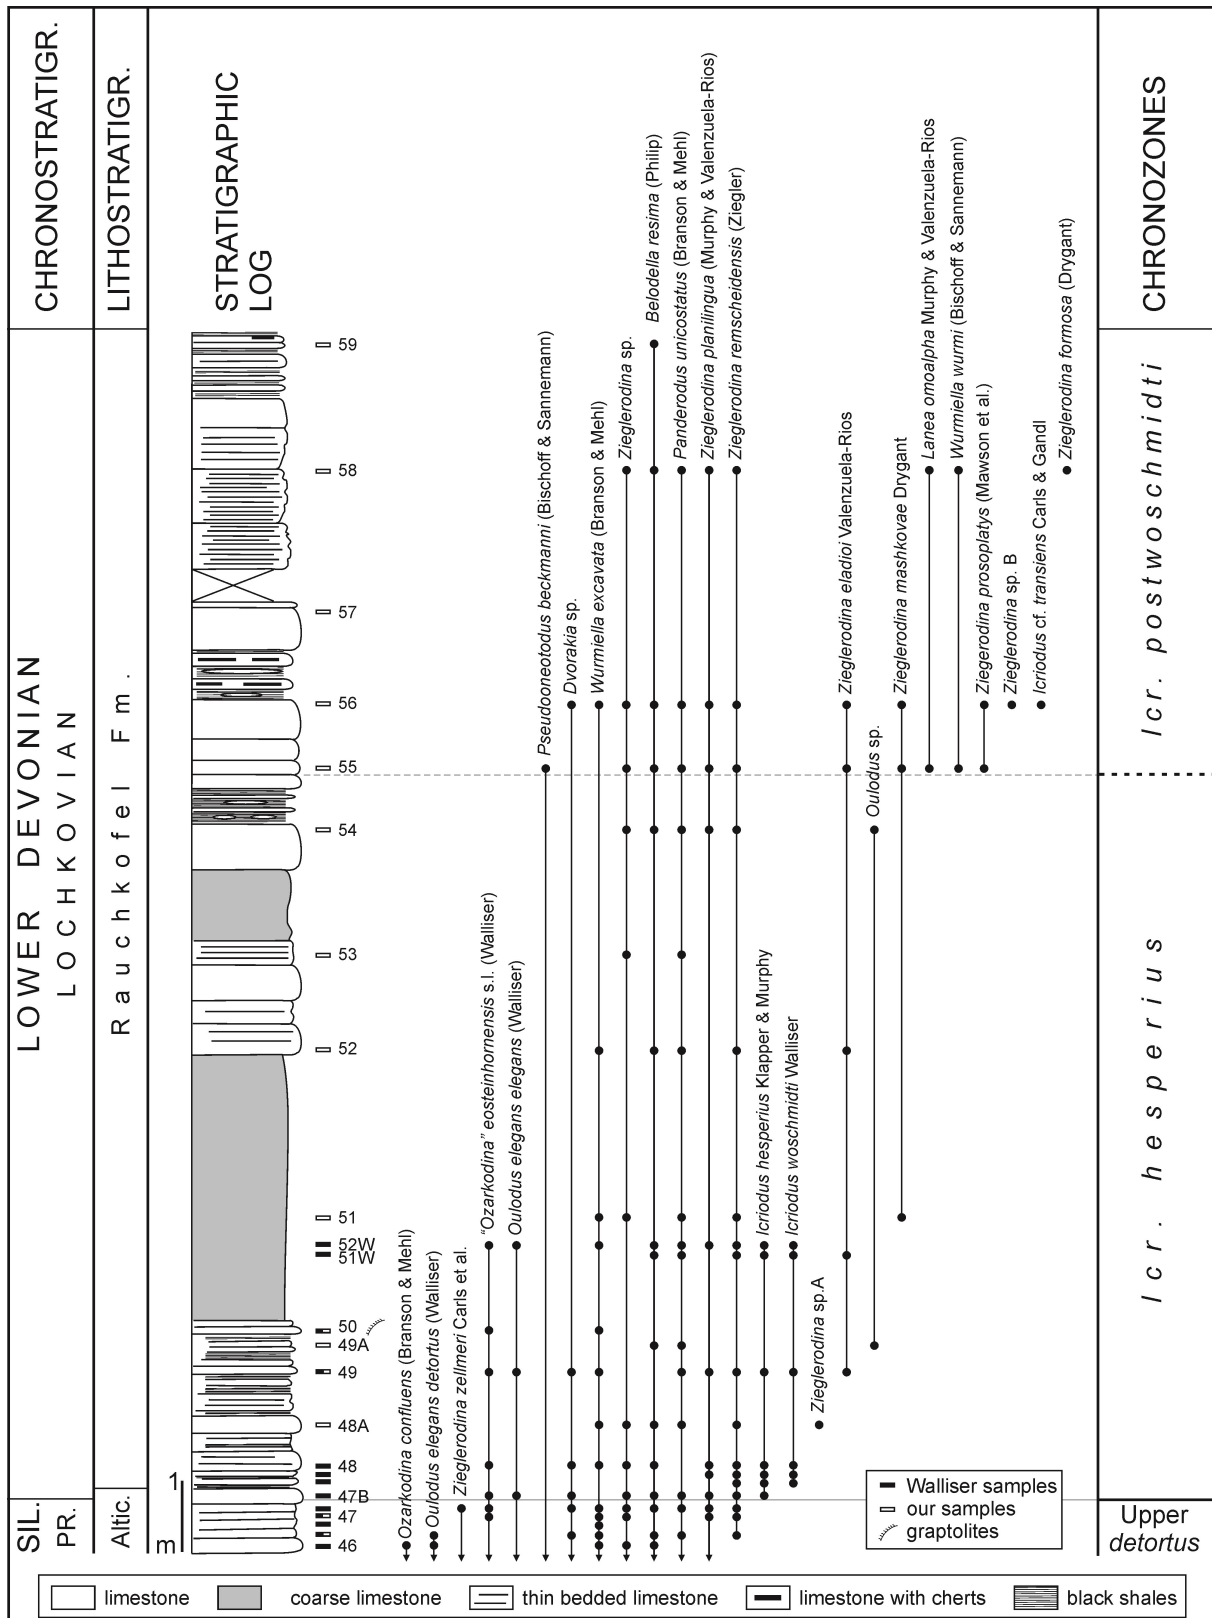 CHRONOSTRATIGR.
LITHOSTRATIGR.
STRATIGRAPHIC
LOG
CHRONOZONES
LOWER DEVONIAN
LOCHKOVIAN
Rauchkofel Fm.
SIL.
PR.
Altic.
1
m
59
58
57
56
55
54
53
52
51
52W
51W
50
49A
49
48A
48
47B
47
46
Ozarkodina confluens (Branson & Mehl)
Oulodus elegans detortus (Walliser)
Zieglerodina zellmeri Carls et al.
"Ozarkodina" eosteinhornensis s.l. (Walliser)
Oulodus elegans elegans (Walliser)
Pseudooneotodus beckmanni (Bischoff & Sannemann)
Dvorakia sp.
Wurmiella excavata (Branson & Mehl)
Zieglerodina sp.
Belodella resima (Philip)
Panderodus unicostatus (Branson & Mehl)
Zieglerodina planilingua (Murphy & Valenzuela-Rios)
Zieglerodina remscheidensis (Ziegler)
Icriodus hesperius Klapper & Murphy
Icriodus woschmidti Walliser
Zieglerodina sp.A
Zieglerodina eladioi Valenzuela-Rios
Oulodus sp.
Zieglerodina mashkovae Drygant
Lanea omoalpha Murphy & Valenzuela-Rios
Wurmiella wurmi (Bischoff & Sannemann)
Ziegerodina prosoplatys (Mawson et al.)
Zieglerodina sp. B
Icriodus cf. transiens Carls & Gandl
Zieglerodina formosa (Drygant)
Icr. postwoschmidti
Icr. hesperius
Upper
detortus
Walliser samples
our samples
graptolites
limestone
coarse limestone
thin bedded limestone
limestone with cherts
black shales